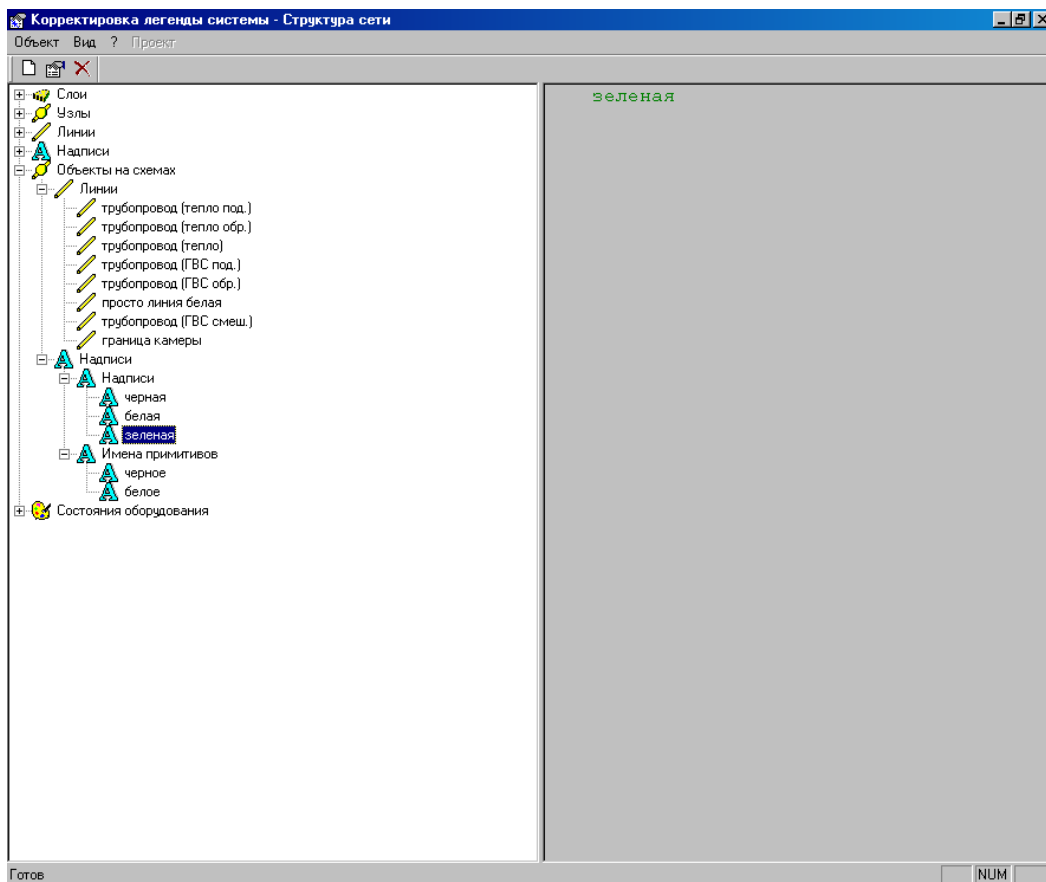 Корректировка легенды системы - Структура сети
Объект Вид ? Проект
Слои
зеленая
Узлы
Линии
Надписи
Объекты на схемах
Линии
трубопровод (тепло под.)
трубопровод (тепло обр.)
трубопровод (тепло)
трубопровод (ГВС под.)
трубопровод (ГВС обр.)
просто линия белая
трубопровод (ГВС смеш.)
граница камеры
Надписи
Надписи
черная
белая
зеленая
Имена примитивов
черное
белое
Состояния оборудования
Готов
NUM